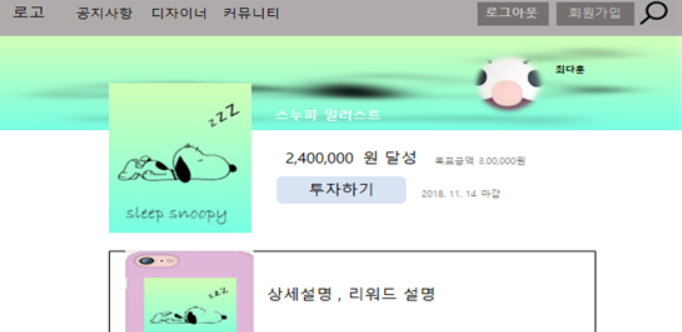 로고 공지사항 디자이너 커뮤니티 로그아웃 회원가입
최다훈
zzZ
스누피 일러스트
2,400,000 원 달성 목표금액 3,00,000원
투자하기 2018. 11. 14 마감
sleep snoopy
zzZ
상세설명 , 리워드 설명